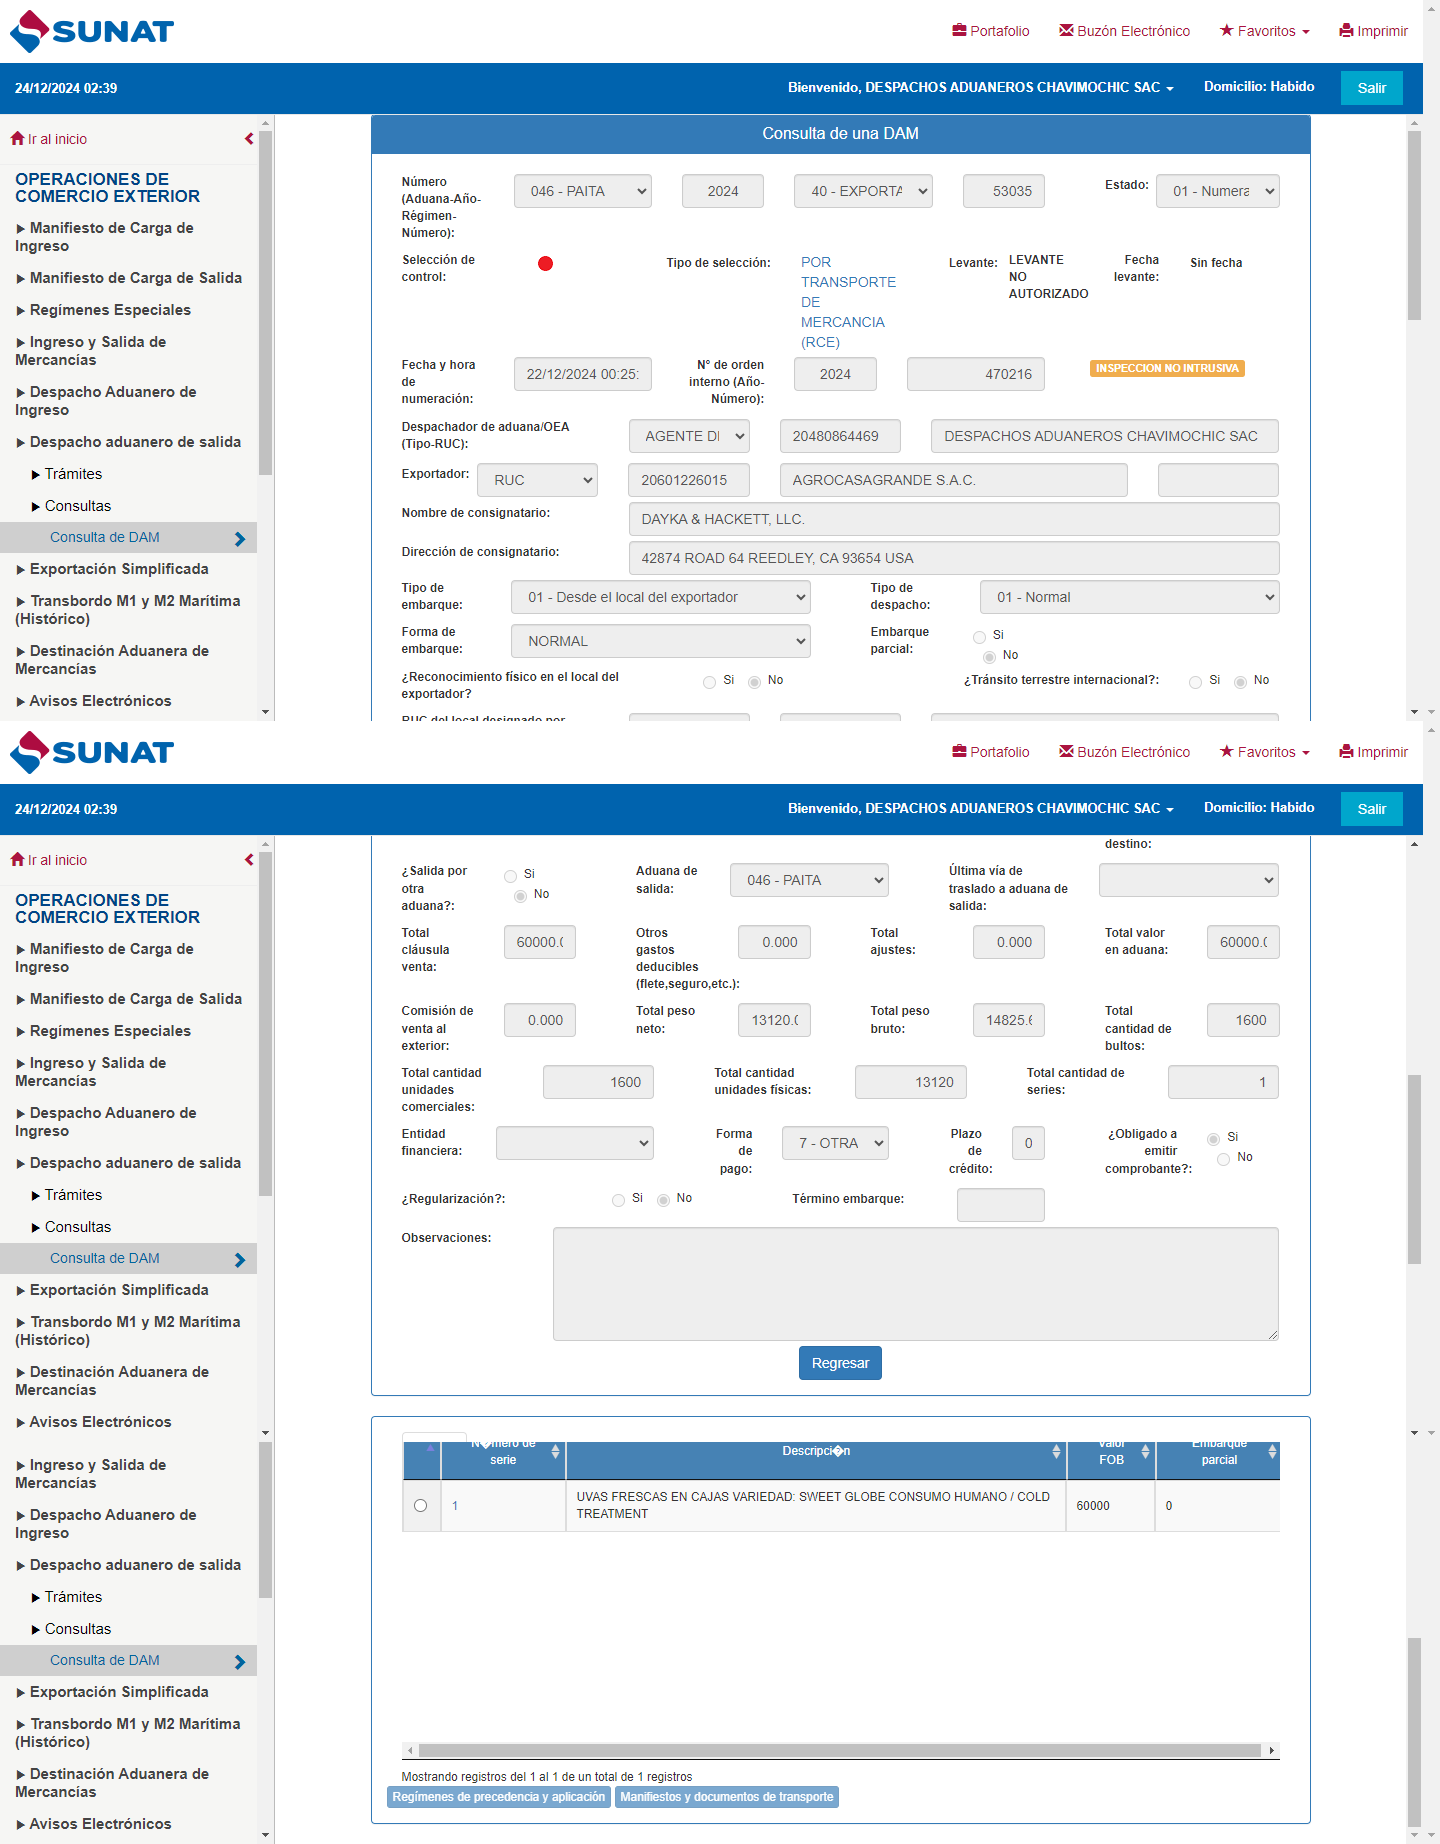 SUNAT
Portafolio
Buzón Electrónico
Favoritos
Imprimir
24/12/2024 02:39
Bienvenido, DESPACHOS ADUANEROS CHAVIMOCHIC SAC
Domicilio: Habido
Salir
Ir al inicio
OPERACIONES DE
COMERCIO EXTERIOR
Manifiesto de Carga de
Ingreso
Manifiesto de Carga de Salida
Regímenes Especiales
Ingreso y Salida de
Mercancías
Despacho Aduanero de
Ingreso
Despacho aduanero de salida
Trámites
Consultas
Consulta de DAM
Exportación Simplificada
Transbordo M1 y M2 Marítima
(Histórico)
Destinación Aduanera de
Mercancías
Avisos Electrónicos
Consulta de una DAM
Número
(Aduana-Año-
Régimen-
Número):
046 - PAITA
2024
40 - EXPORTA
53035
Estado:
01 - Numera
Selección de
control:
Tipo de selección:
POR
TRANSPORTE
DE
MERCANCIA
(RCE)
Levante:
LEVANTE
NO
AUTORIZADO
Fecha
levante:
Sin fecha
Fecha y hora
de
numeración:
22/12/2024 00:25:
N° de orden
interno (Año-
Número):
2024
470216
INSPECCION NO INTRUSIVA
Despachador de aduana/OEA
(Tipo-RUC):
AGENTE DI
20480864469
DESPACHOS ADUANEROS CHAVIMOCHIC SAC
Exportador:
RUC
20601226015
AGROCASAGRANDE S.A.C.
Nombre de consignatario:
DAYKA & HACKETT, LLC.
Dirección de consignatario:
42874 ROAD 64 REEDLEY, CA 93654 USA
Tipo de
embarque:
01 - Desde el local del exportador
Tipo de
despacho:
01 - Normal
Forma de
embarque:
NORMAL
Embarque
parcial:
Si
No
¿Reconocimiento físico en el local del
exportador?
Si No
¿Tránsito terrestre internacional?:
Si No
RUC del local designado por
SUNAT
Portafolio
Buzón Electrónico
Favoritos
Imprimir
24/12/2024 02:39
Bienvenido, DESPACHOS ADUANEROS CHAVIMOCHIC SAC
Domicilio: Habido
Salir
Ir al inicio
OPERACIONES DE
COMERCIO EXTERIOR
Manifiesto de Carga de
Ingreso
Manifiesto de Carga de Salida
Regímenes Especiales
Ingreso y Salida de
Mercancías
Despacho Aduanero de
Ingreso
Despacho aduanero de salida
Trámites
Consultas
Consulta de DAM
Exportación Simplificada
Transbordo M1 y M2 Marítima
(Histórico)
Destinación Aduanera de
Mercancías
Avisos Electrónicos
destino:
¿Salida por
otra
aduana?:
Si
No
Aduana de
salida:
046 - PAITA
Última vía de
traslado a aduana de
salida:
Total
cláusula
venta:
60000.(
Otros
gastos
deducibles
(flete,seguro,etc.):
0.000
Total
ajustes:
0.000
Total valor
en aduana:
60000.(
Comisión de
venta al
exterior:
0.000
Total peso
neto:
13120.(
Total peso
bruto:
14825.6
Total
cantidad de
bultos:
1600
Total cantidad
unidades
comerciales:
1600
Total cantidad
unidades físicas:
13120
Total cantidad de
series:
1
Entidad
financiera:
Forma
de
pago:
7 - OTRA
Plazo
de
crédito:
0
¿Obligado a
emitir
comprobante?:
Si
No
¿Regularización?:
Si No
Término embarque:
Observaciones:
Regresar
N�mero de
serie
Descripci�n
Valor
FOB
Embarque
parcial
1
UVAS FRESCAS EN CAJAS VARIEDAD: SWEET GLOBE CONSUMO HUMANO / COLD
TREATMENT
60000
0
Ingreso y Salida de
Mercancías
Despacho Aduanero de
Ingreso
Despacho aduanero de salida
Trámites
Consultas
Consulta de DAM
Exportación Simplificada
Transbordo M1 y M2 Marítima
(Histórico)
Destinación Aduanera de
Mercancías
Avisos Electrónicos
Mostrando registros del 1 al 1 de un total de 1 registros
Regímenes de precedencia y aplicación
Manifiestos y documentos de transporte